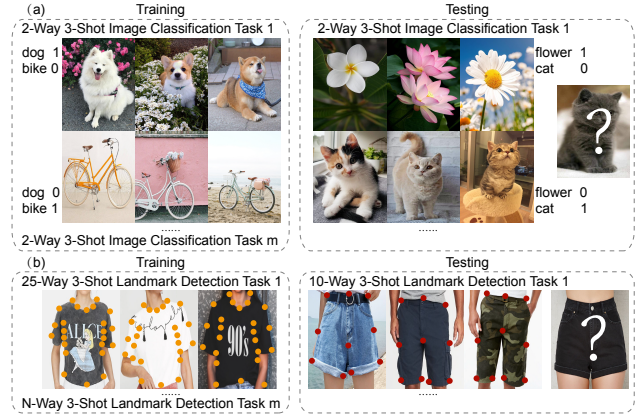 (a)
Training
Testing
2-Way 3-Shot Image Classification Task 1
2-Way 3-Shot Image Classification Task 1
dog 1
bike 0
flower 1
cat 0
?
dog 0
bike 1
flower 0
cat 1
......
......
2-Way 3-Shot Image Classification Task m
(b)
Training
Testing
25-Way 3-Shot Landmark Detection Task 1
10-Way 3-Shot Landmark Detection Task 1
ALICE
90's
?
......
......
N-Way 3-Shot Landmark Detection Task m